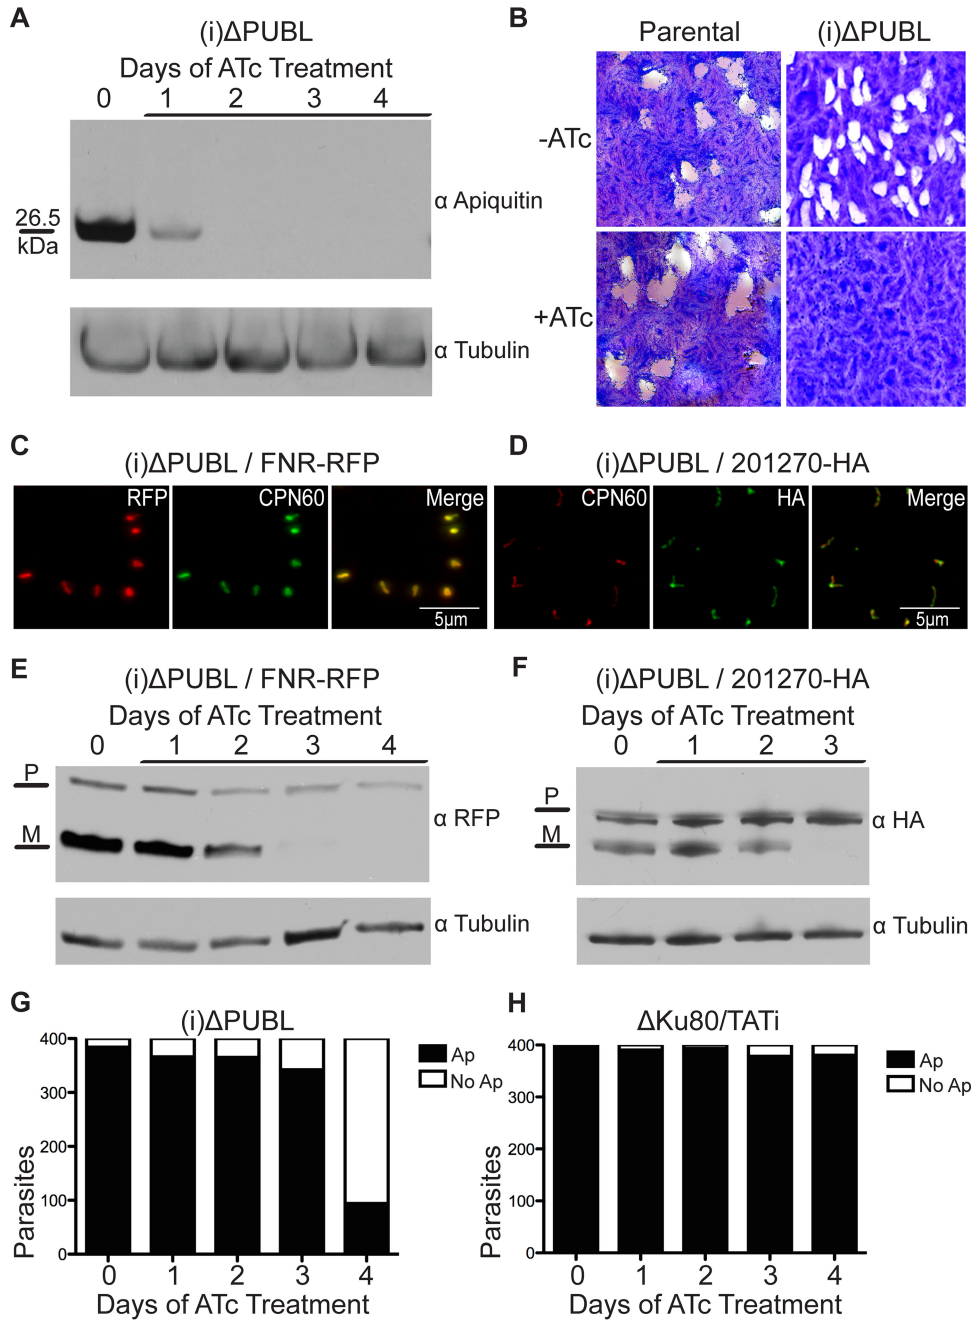 A
(i)ΔPUBL
Days of ATc Treatment
0 1 2 3 4
26.5
kDa
α Apiquitin
α Tubulin
B
Parental (i)ΔPUBL
-ATc
+ATc
C
(i)ΔPUBL / FNR-RFP
RFP CPN60 Merge
5µm
D
(i)ΔPUBL / 201270-HA
CPN60 HA Merge
5µm
E
(i)ΔPUBL / FNR-RFP
Days of ATc Treatment
0 1 2 3 4
P
M
α RFP
α Tubulin
F
(i)ΔPUBL / 201270-HA
Days of ATc Treatment
0 1 2 3
P
M
α HA
α Tubulin
G
(i)ΔPUBL
400
300
200
100
0
Parasites
Ap
No Ap
0 1 2 3 4
Days of ATc Treatment
H
ΔKu80/TATi
400
300
200
100
0
Parasites
Ap
No Ap
0 1 2 3 4
Days of ATc Treatment